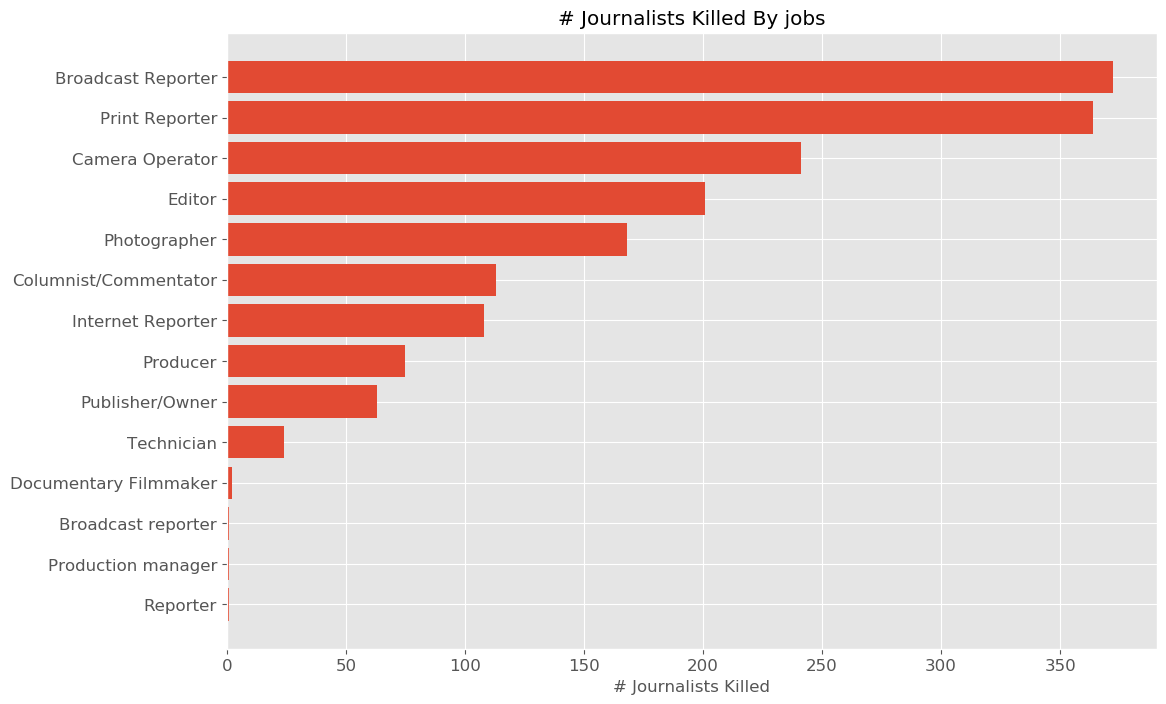 # Journalists Killed By jobs
Broadcast Reporter
Print Reporter
Camera Operator
Editor
Photographer
Columnist/Commentator
Internet Reporter
Producer
Publisher/Owner
Technician
Documentary Filmmaker
Broadcast reporter
Production manager
Reporter
0 50 100 150 200 250 300 350
# Journalists Killed